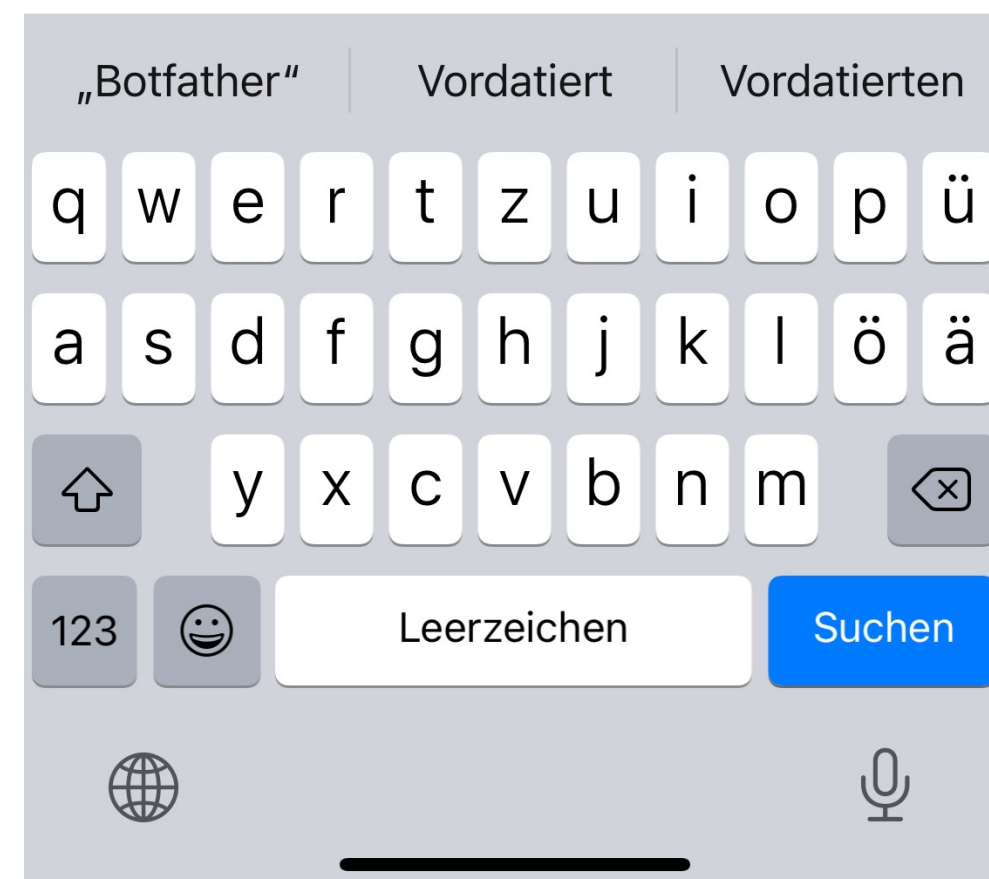 „Botfather“ Vordatiert Vordatierten
q w e r t z u i o p ü
a s d f g h j k l ö ä
y x c v b n m
123 Leerzeichen Suchen